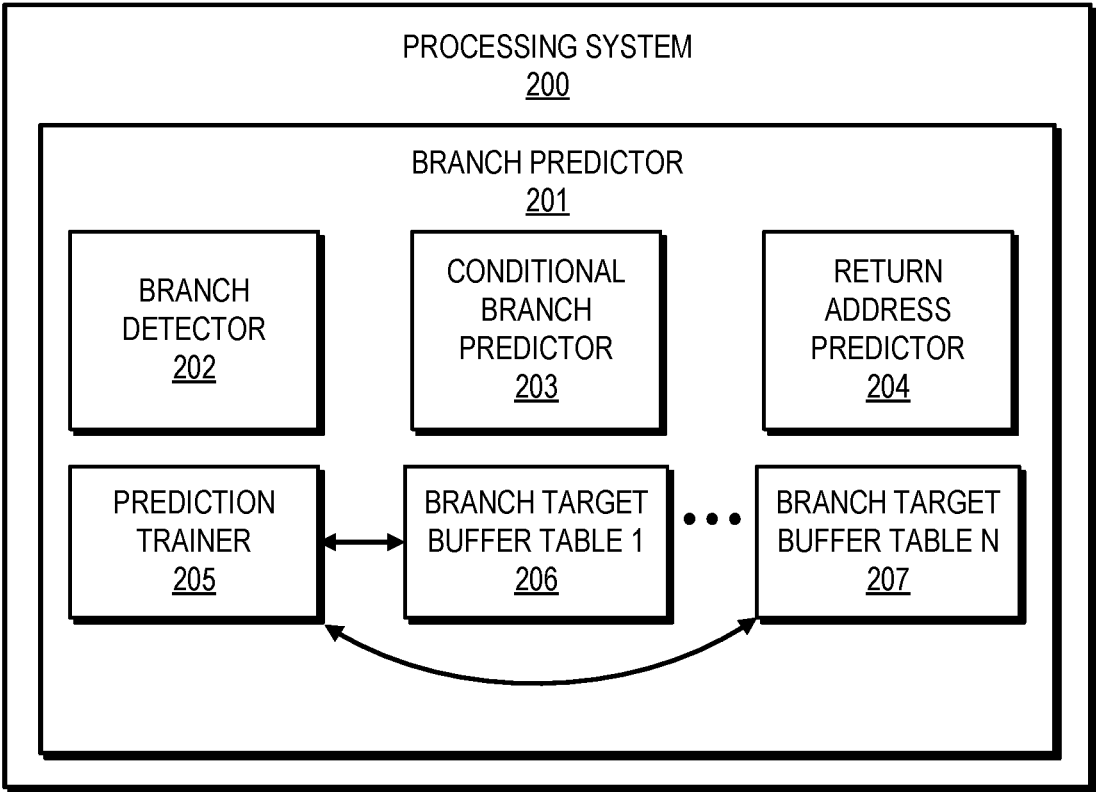 PROCESSING SYSTEM
200
BRANCH PREDICTOR
201
BRANCH
DETECTOR
202
CONDITIONAL
BRANCH
PREDICTOR
203
RETURN
ADDRESS
PREDICTOR
204
PREDICTION
TRAINER
205
BRANCH TARGET
BUFFER TABLE 1
206
BRANCH TARGET
BUFFER TABLE N
207